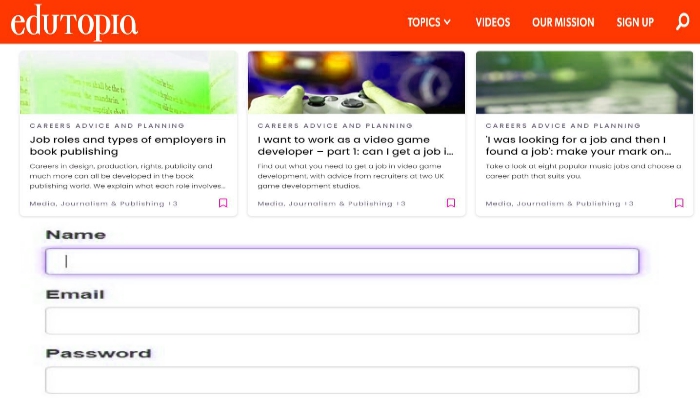 edutopia
TOPICS
VIDEOS
OUR MISSION
SIGN UP
CAREERS ADVICE AND PLANNING
Job roles and types of employers in
book publishing
Careers in design, production, rights, publicity and
much more can all be developed in the book
publishing world. We explain what each role involves...
Media, Journalism & Publishing +3
CAREERS ADVICE AND PLANNING
I want to work as a video game
developer – part 1: can I get a job i...
Find out what you need to get a job in video game
development, with advice from recruiters at two UK
game development studios.
Media, Journalism & Publishing +3
CAREERS ADVICE AND PLANNING
'I was looking for a job and then I
found a job': make your mark on...
Take a look at eight popular music jobs and choose a
career path that suits you.
Media, Journalism & Publishing +3
Name
Email
Password